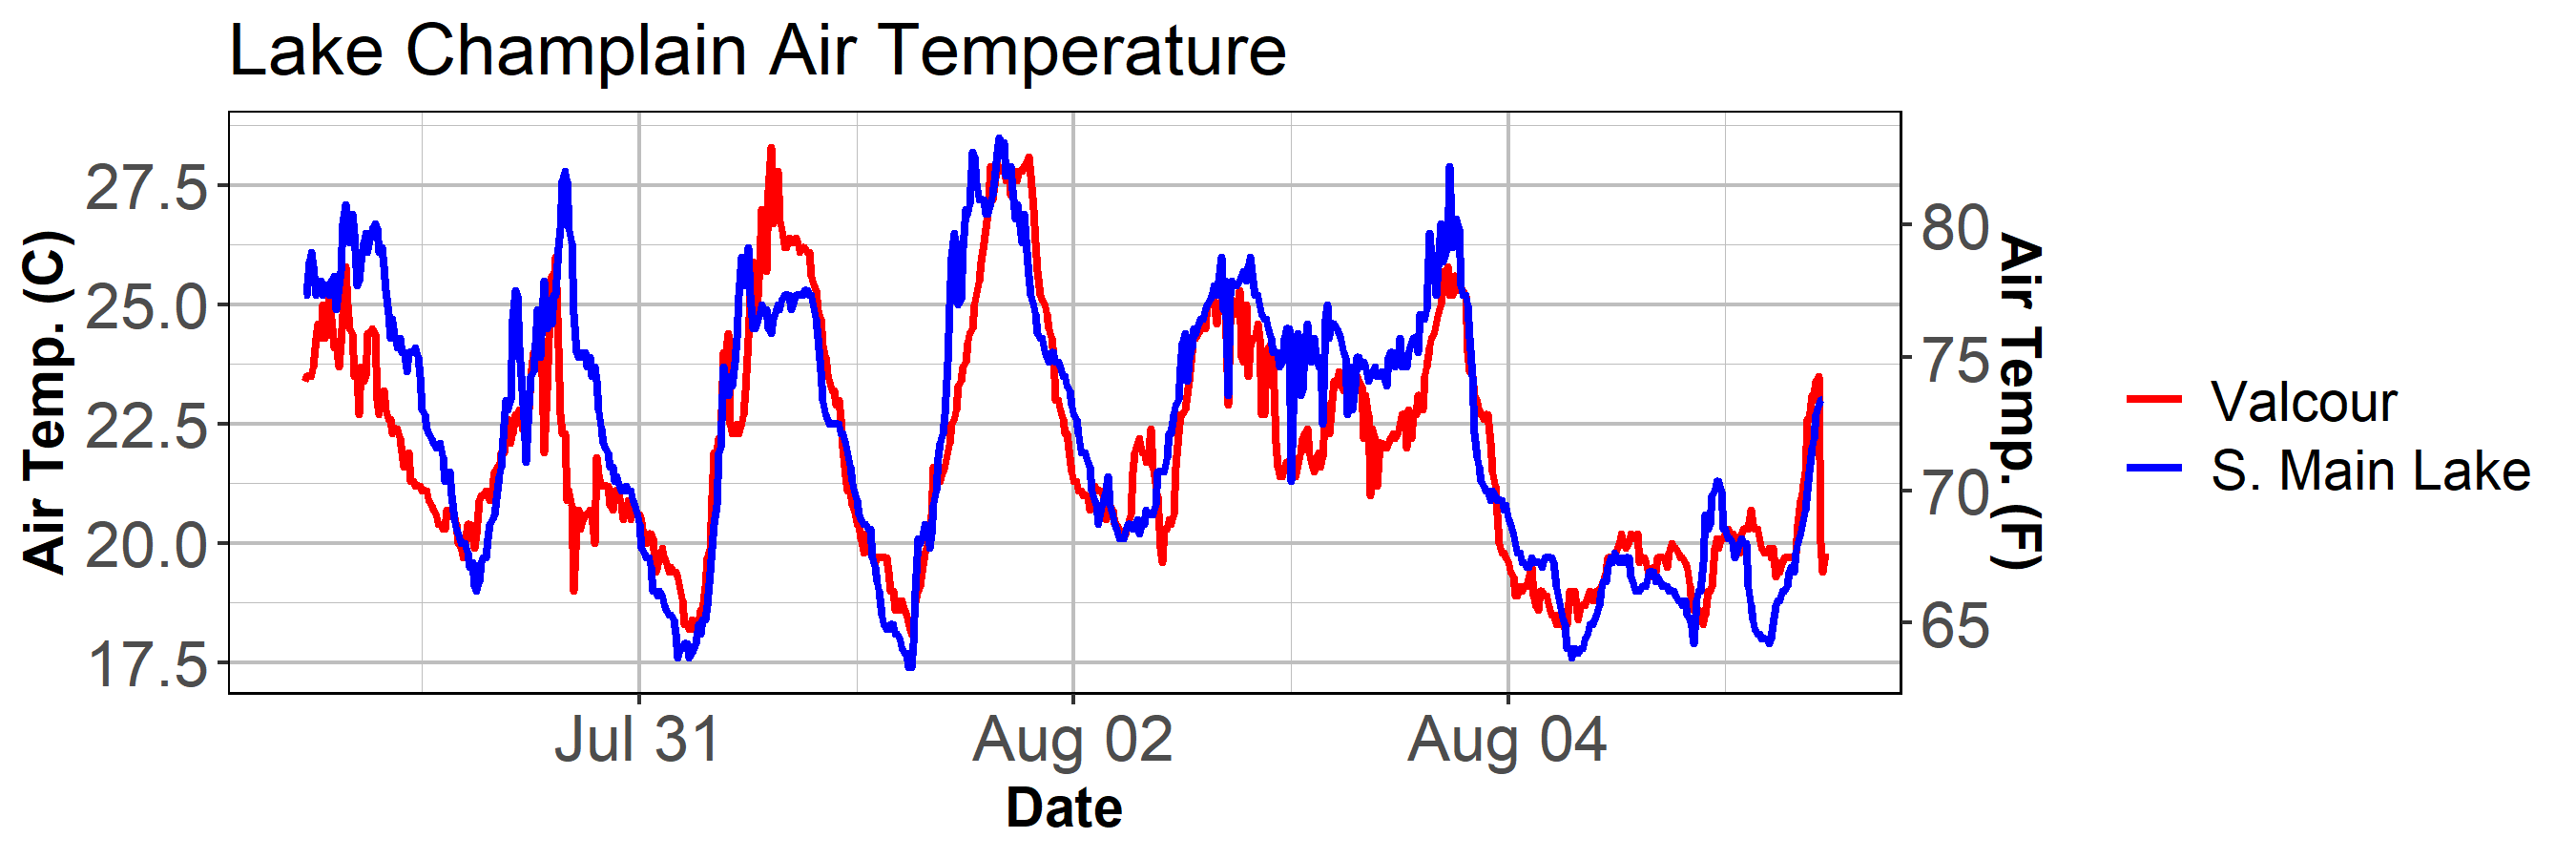 Lake Champlain Air Temperature
Air Temp. (C)
27.5
25.0
22.5
20.0
17.5
80
75
70
65
Air Temp. (F)
Jul 31
Aug 02
Aug 04
Date
Valcour
S. Main Lake